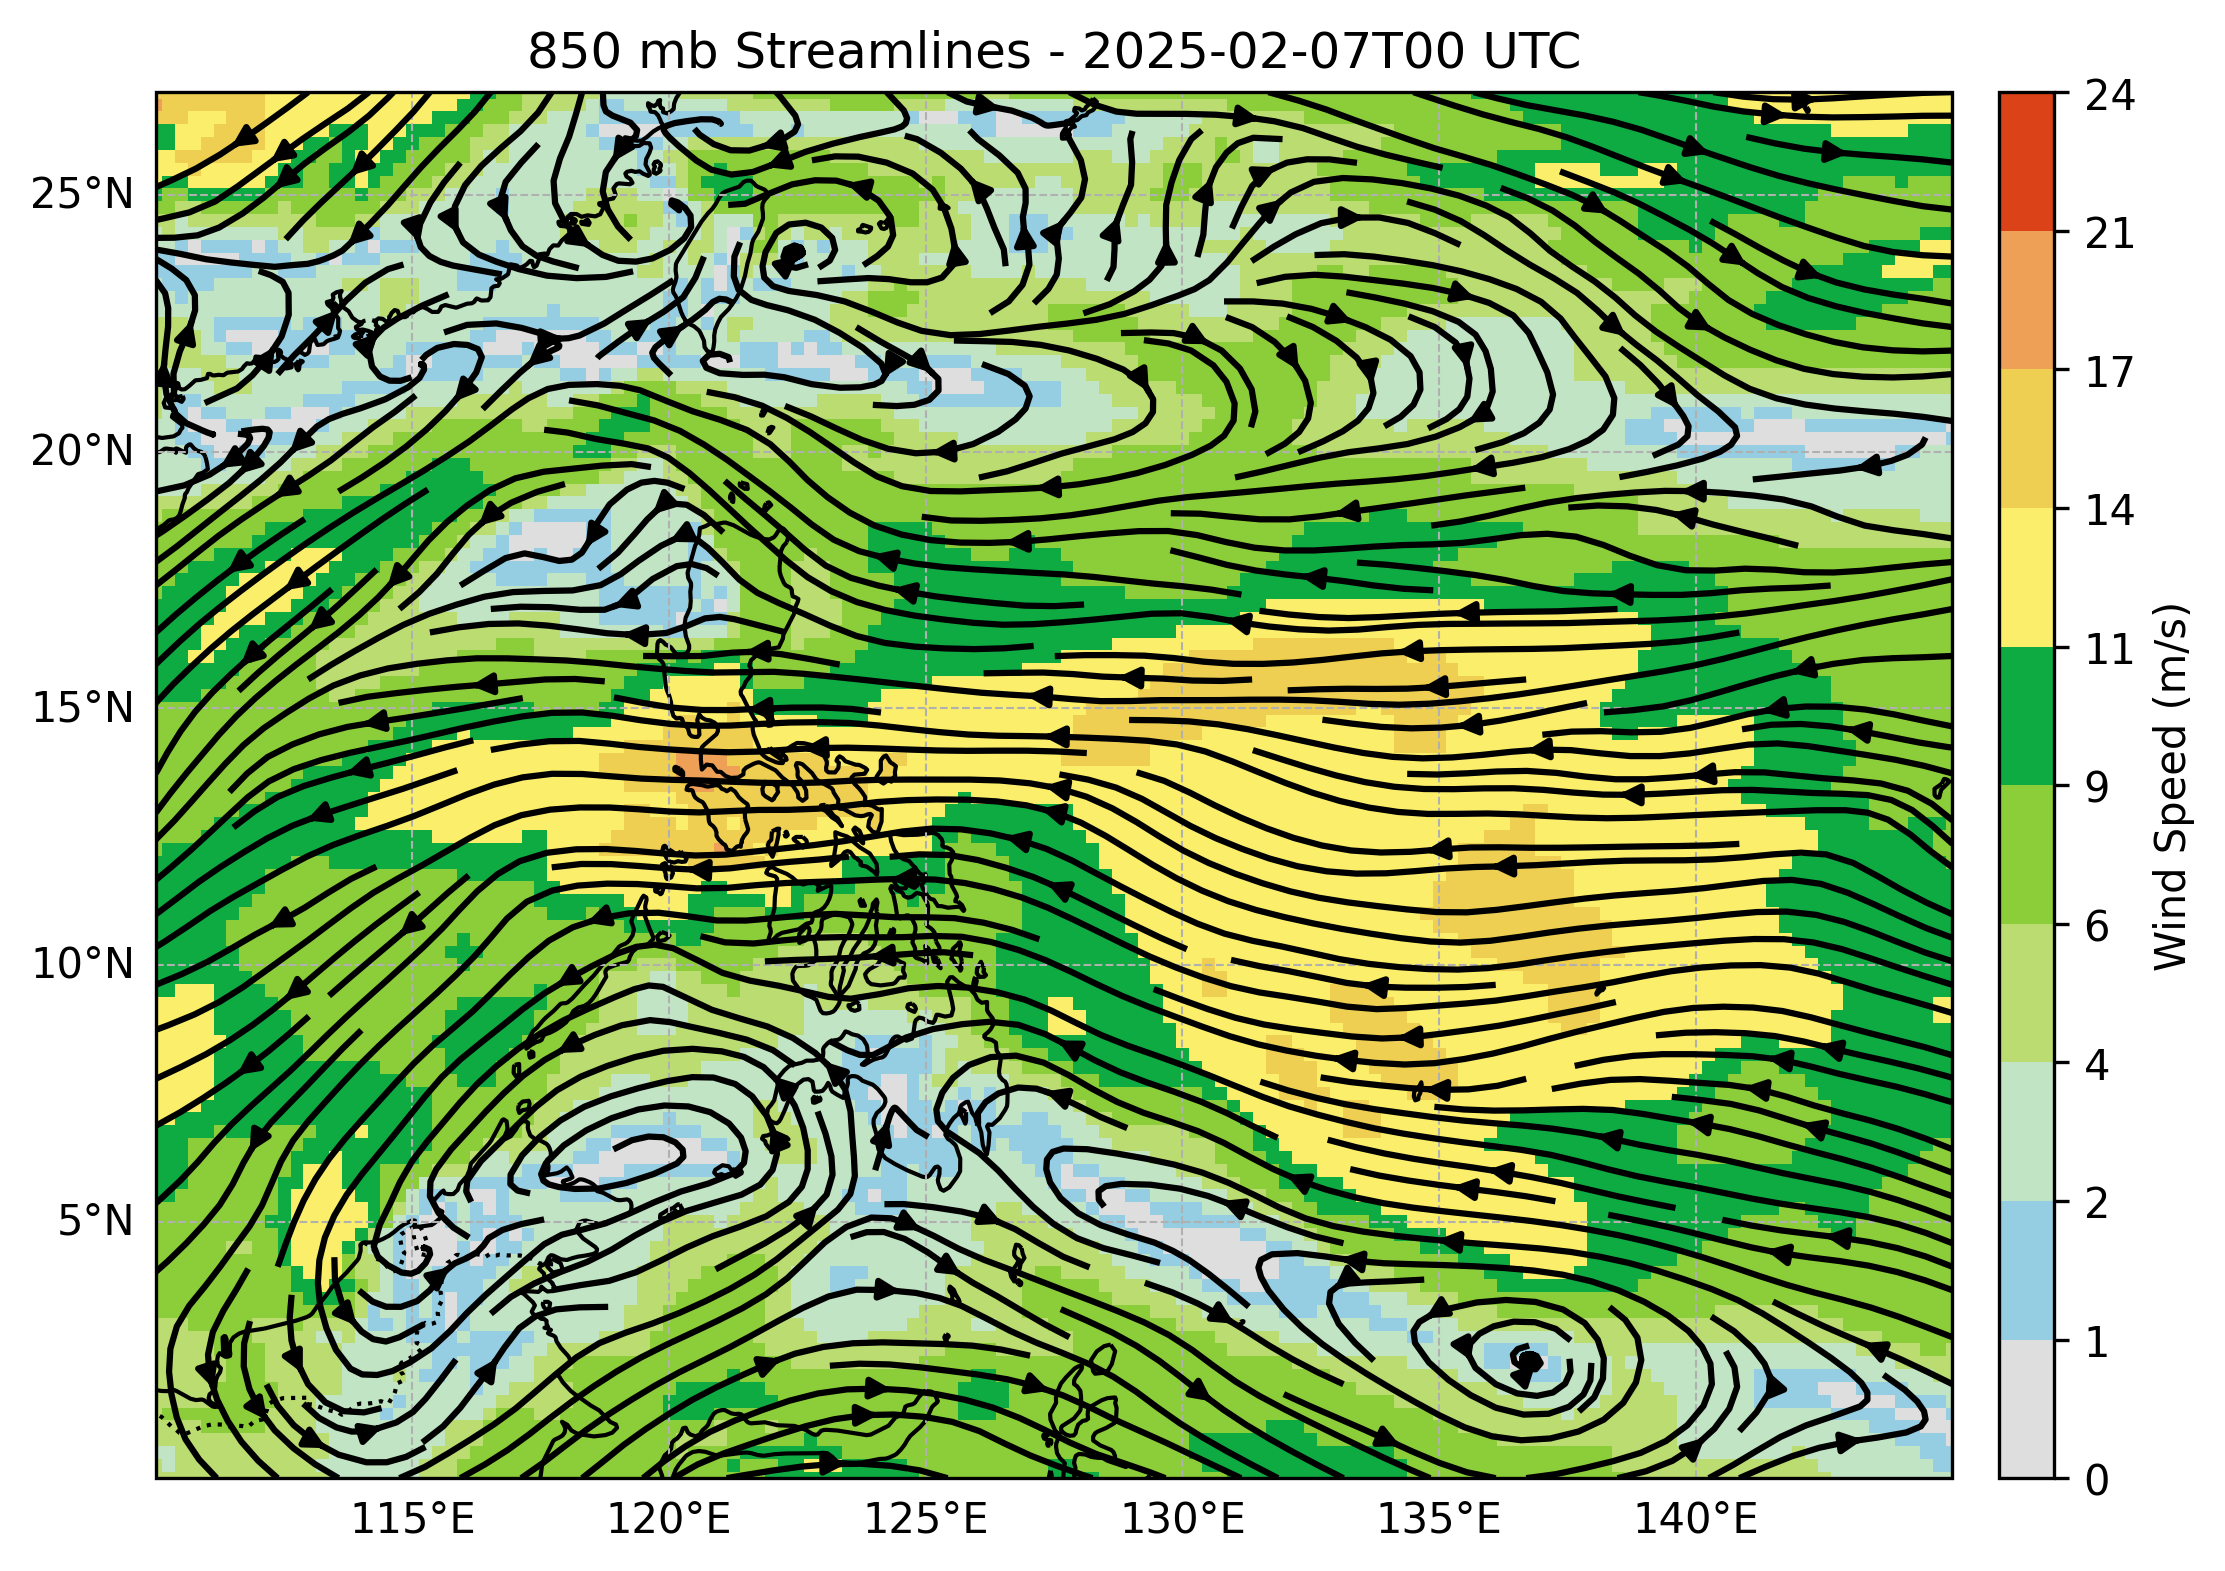 850 mb Streamlines - 2025-02-07T00 UTC
25°N
20°N
15°N
10°N
5°N
115°E
120°E
125°E
130°E
135°E
140°E
24
21
17
14
11
9
6
4
2
1
0
Wind Speed (m/s)